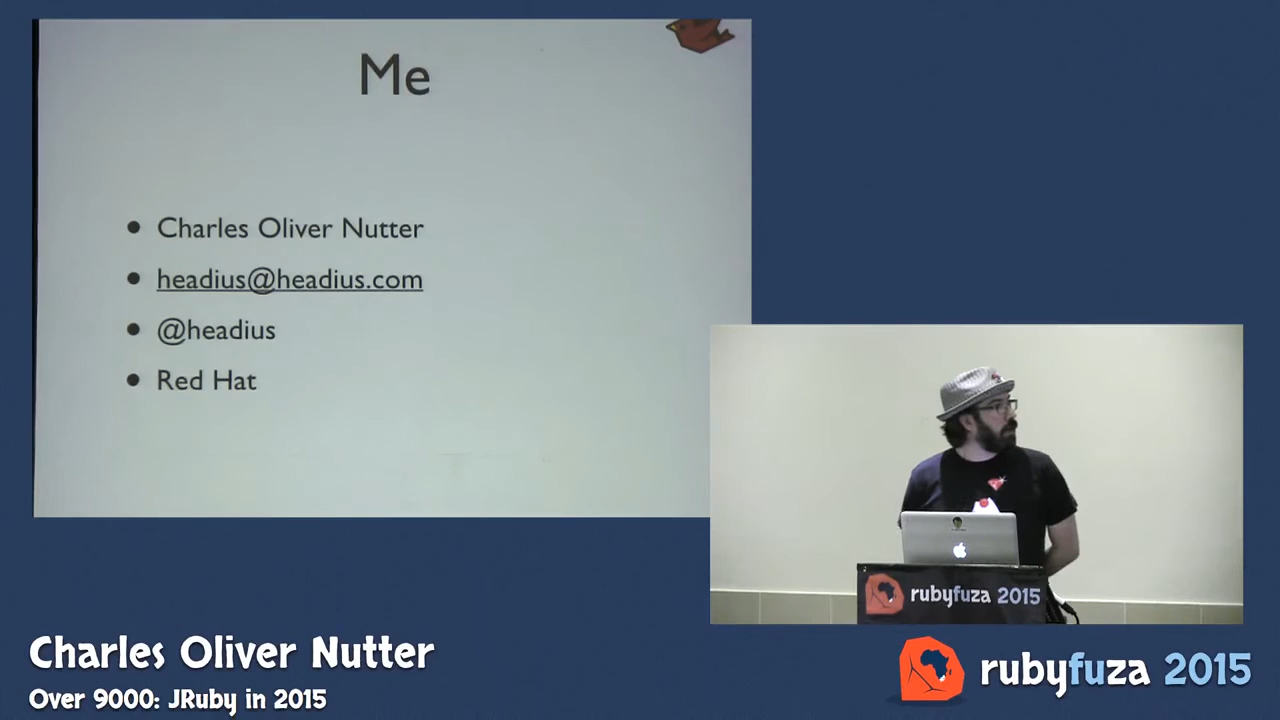 Me
• Charles Oliver Nutter
• headius@headius.com
• @headius
• Red Hat
rubyfuza 2015
Charles Oliver Nutter
Over 9000: JRuby in 2015
rubyfuza 2015